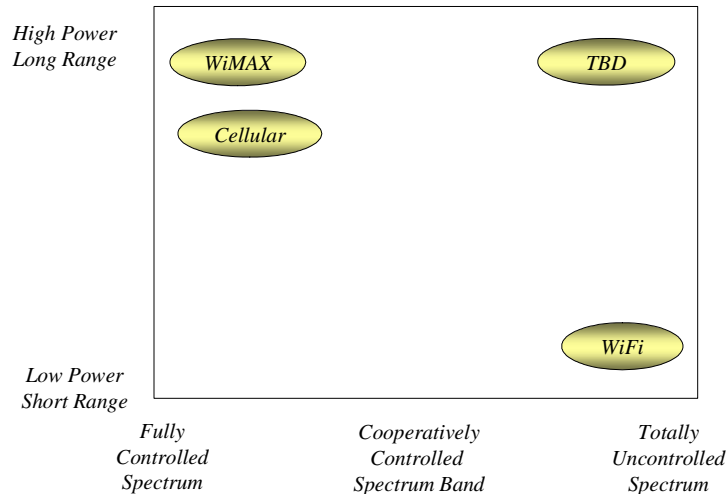 High Power
Long Range
WiMAX
TBD
Cellular
WiFi
Low Power
Short Range
Fully
Controlled
Spectrum
Cooperatively
Controlled
Spectrum Band
Totally
Uncontrolled
Spectrum